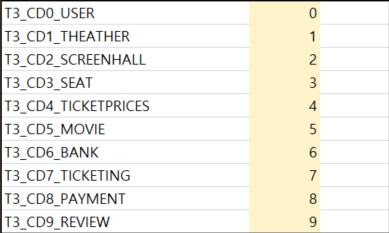 T3_CD0_USER 0
T3_CD1_THEATHER 1
T3_CD2_SCREENHALL 2
T3_CD3_SEAT 3
T3_CD4_TICKETPRICES 4
T3_CD5_MOVIE 5
T3_CD6_BANK 6
T3_CD7_TICKETING 7
T3_CD8_PAYMENT 8
T3_CD9_REVIEW 9